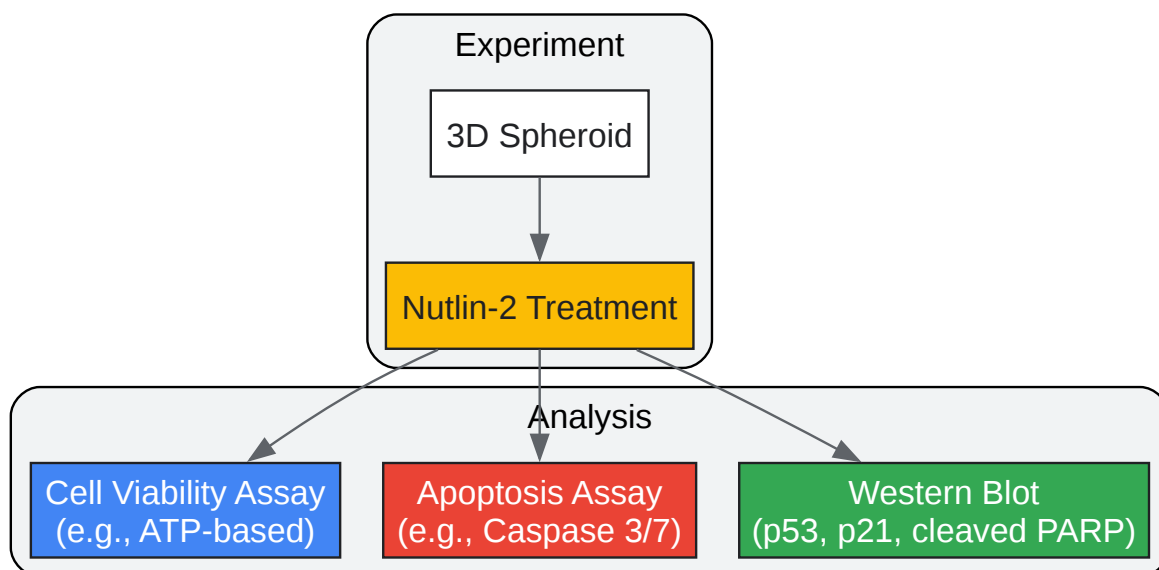 Experiment
3D Spheroid
Nutlin-2 Treatment
Analysis
Cell Viability Assay
(e.g., ATP-based)
Apoptosis Assay
(e.g., Caspase 3/7)
Western Blot
(p53, p21, cleaved PARP)